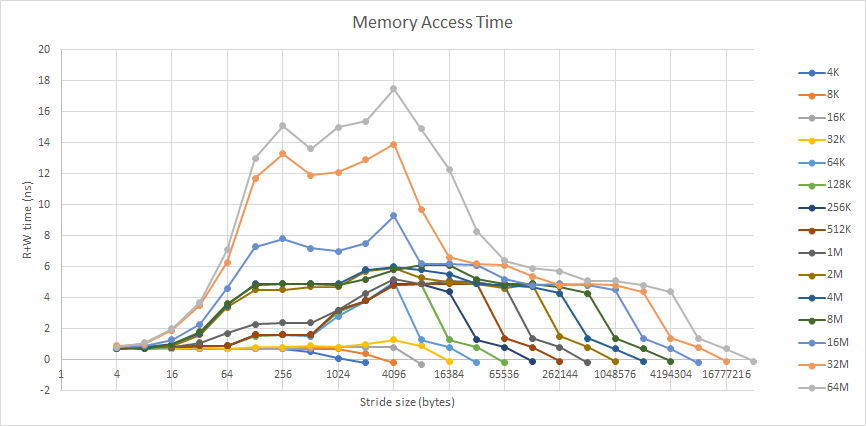 Memory Access Time
20
18
16
14
12
10
8
6
4
2
0
-2
R+W time (ns)
1 4 16 64 256 1024 4096 16384 65536 262144 1048576 4194304 16777216
Stride size (bytes)
4K
8K
16K
32K
64K
128K
256K
512K
1M
2M
4M
8M
16M
32M
64M